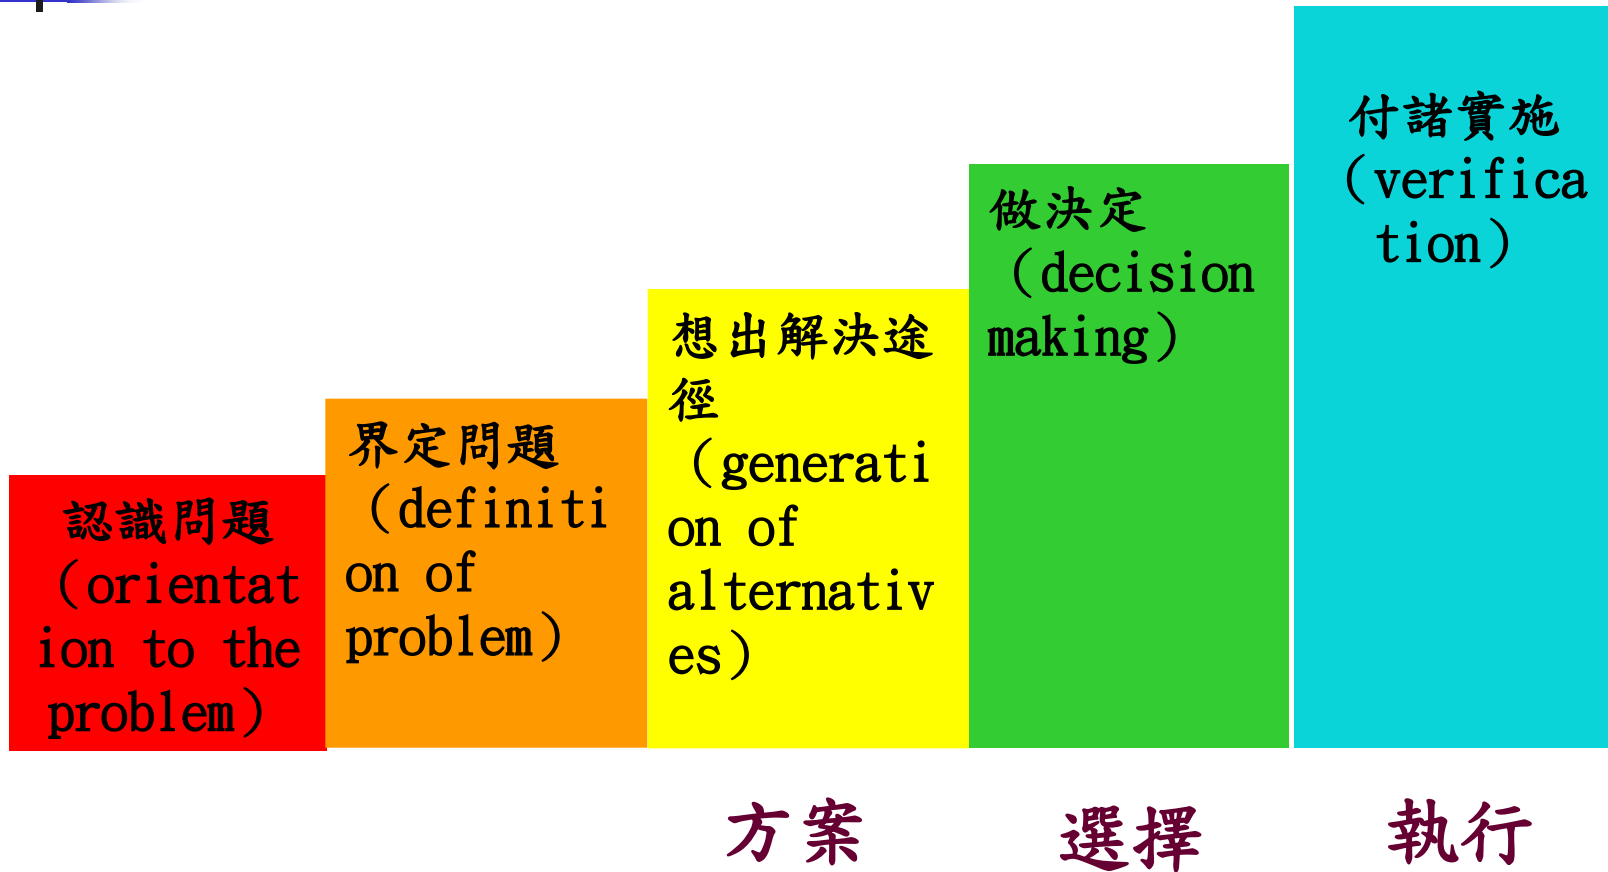 認識問題
（orientat
ion to the
problem）
界定問題
（definiti
on of
problem）
想出解決途
徑
（generati
on of
alternativ
es）
做決定
（decision
making）
付諸實施
（verifica
tion）
方案
選擇
執行